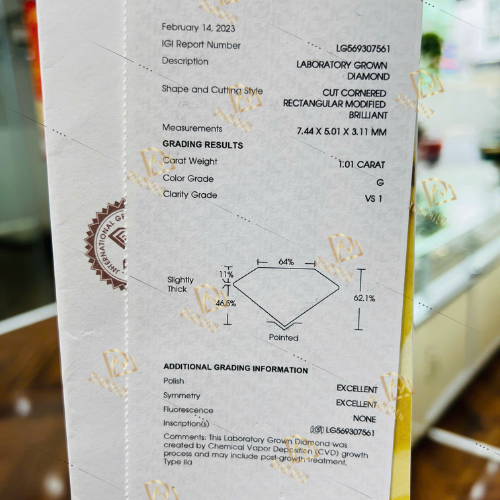 February 14, 2023
IGI Report Number LG569307561
Description LABORATORY GROWN
DIAMOND
Shape and Cutting Style CUT CORNERED
RECTANGULAR MODIFIED
BRILLIANT
Measurements 7.44 X 5.01 X 3.11 MM
GRADING RESULTS
Carat Weight 1.01 CARAT
Color Grade G
Clarity Grade VS 1
INTERNATIONAL GE
64%
11%
Slightly
Thick
46.5%
62.1%
Pointed
ADDITIONAL GRADING INFORMATION
Polish EXCELLENT
Symmetry EXCELLENT
Fluorescence NONE
Inscription(s) LG569307561
Comments: This Laboratory Grown Diamond was
created by Chemical Vapor Deposition (CVD) growth
process and may include post-growth treatment.
Type IIa